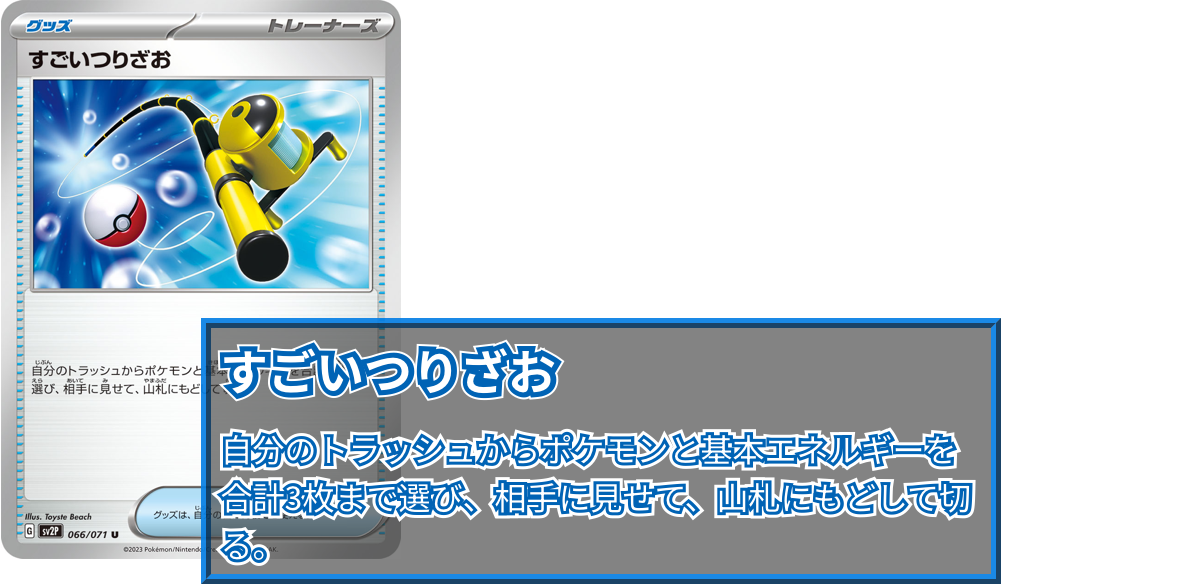 グッズ
トレーナーズ
すごいつりざお
自分のトラッシュからポケモンと
選び、相手に見せて、山札にもどして
Illus. Toyste Beach
グッズは、自分の
G sv2P 066/071 U
©2023 Pokémon/Nintendo
すごいつりざお
自分のトラッシュからポケモンと基本エネルギーを
合計3枚まで選び、相手に見せて、山札にもどして切
る。